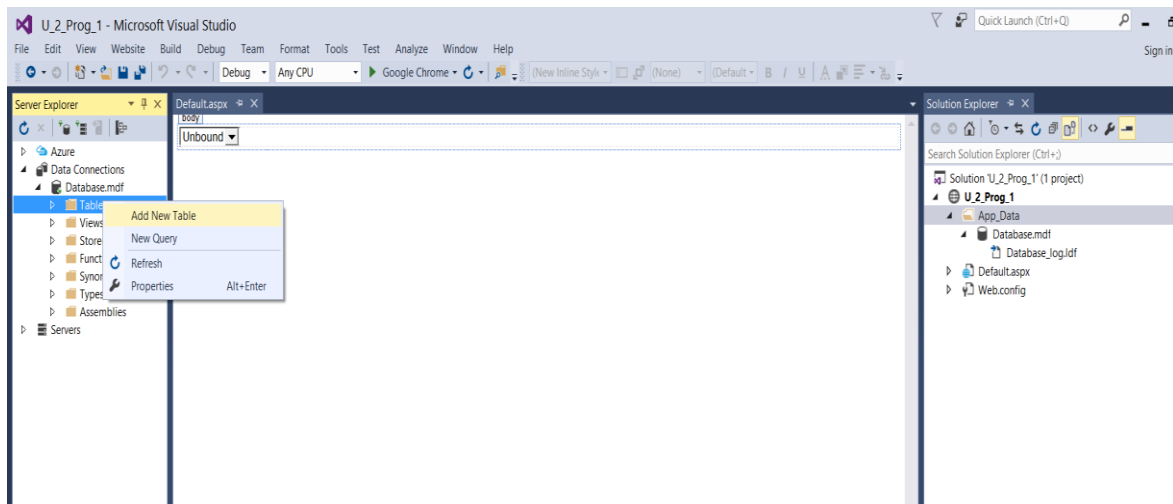 U_2_Prog_1 - Microsoft Visual Studio
Quick Launch (Ctrl+Q)
File Edit View Website Build Debug Team Format Tools Test Analyze Window Help
Sign in
Debug Any CPU Google Chrome (New Inline Style (None) (Default B I U A
Server Explorer
Azure
Data Connections
Database.mdf
Table
Views
Store
Funct
Synor
Types
Assemblies
Servers
Add New Table
New Query
Refresh
Properties Alt+Enter
Default.aspx
body
Unbound
Solution Explorer
Search Solution Explorer (Ctrl+;)
Solution 'U_2_Prog_1' (1 project)
U_2_Prog_1
App_Data
Database.mdf
Database_log.ldf
Default.aspx
Web.config